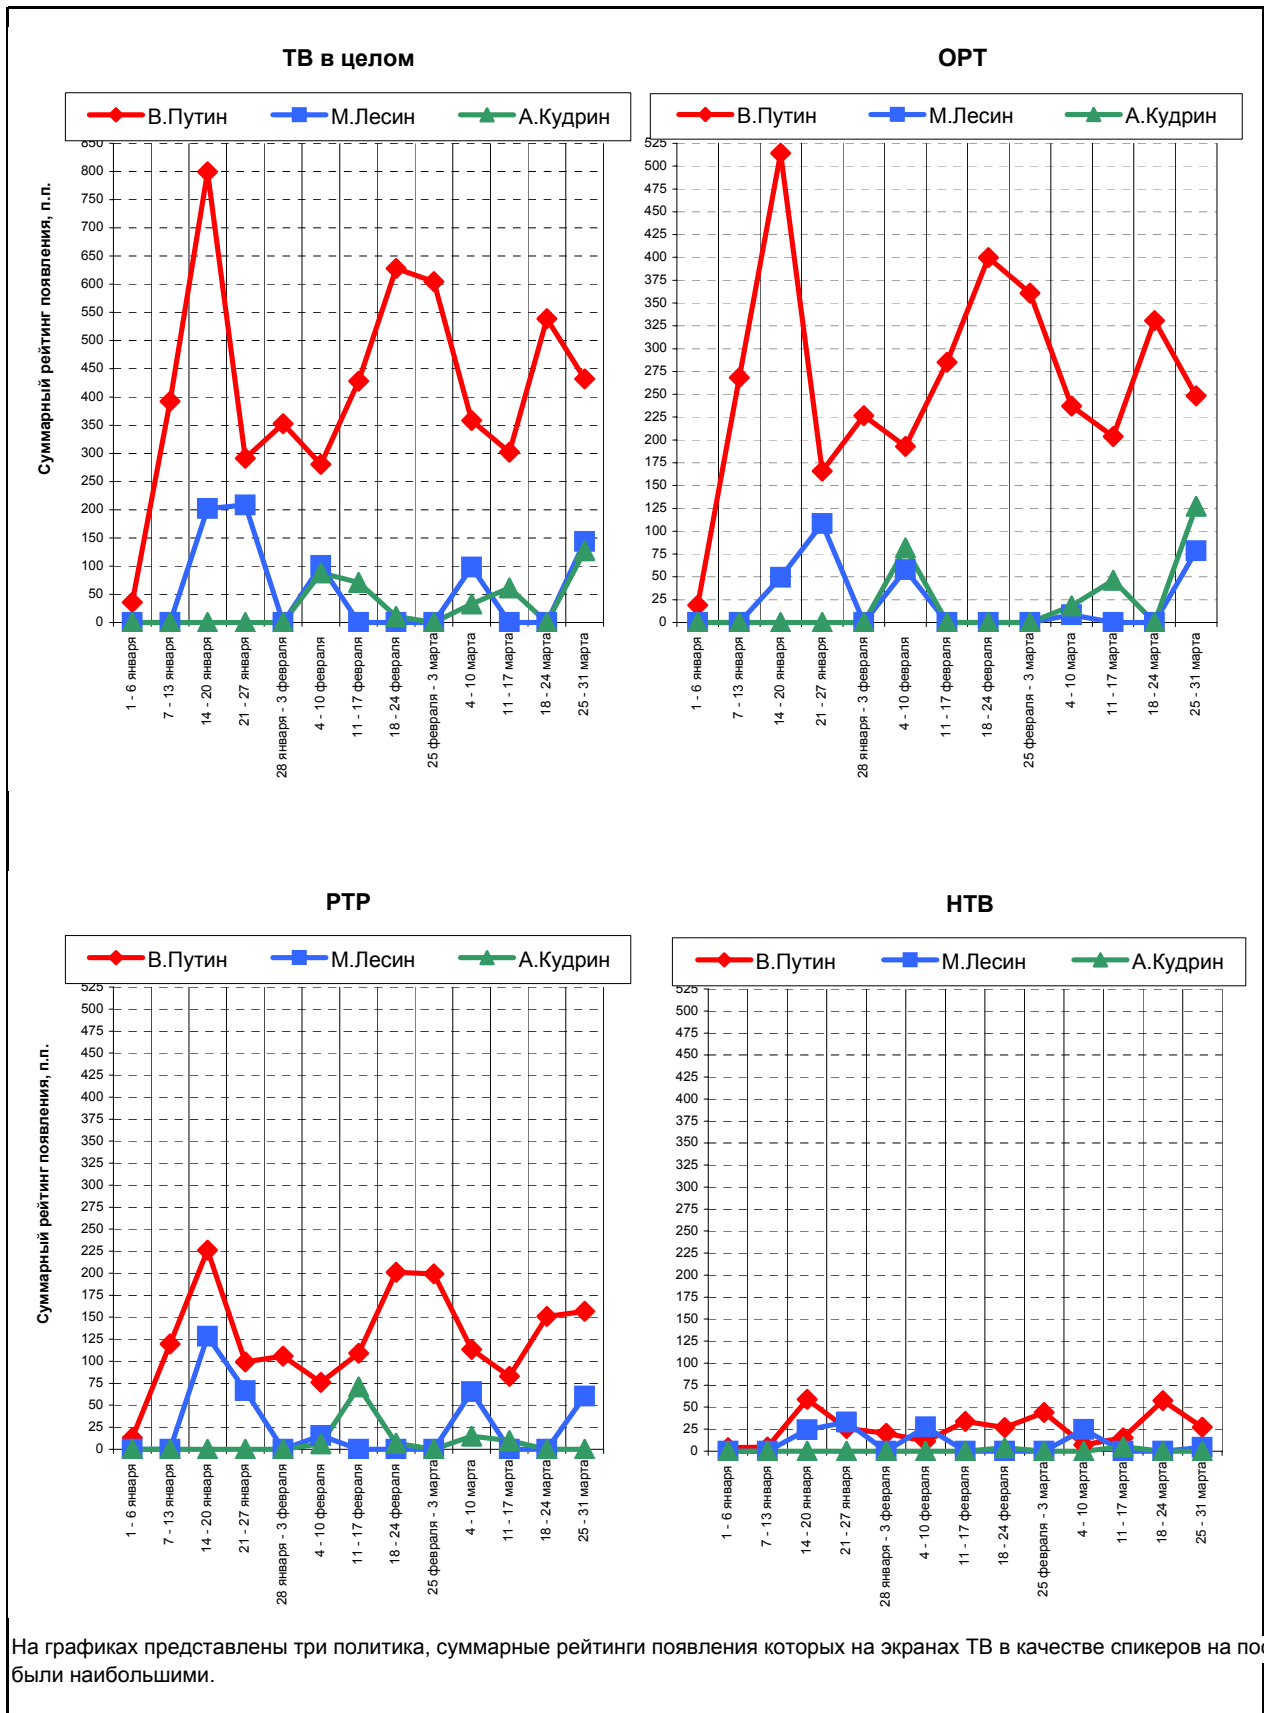 ТВ в целом
В.Путин М.Лесин А.Кудрин
Суммарный рейтинг появления, п.п.
850
800
750
700
650
600
550
500
450
400
350
300
250
200
150
100
50
0
1 - 6 января
7 - 13 января
14 - 20 января
21 - 27 января
28 января - 3 февраля
4 - 10 февраля
11 - 17 февраля
18 - 24 февраля
25 февраля - 3 марта
4 - 10 марта
11 - 17 марта
18 - 24 марта
25 - 31 марта
ОРТ
В.Путин М.Лесин А.Кудрин
525
500
475
450
425
400
375
350
325
300
275
250
225
200
175
150
125
100
75
50
25
0
1 - 6 января
7 - 13 января
14 - 20 января
21 - 27 января
28 января - 3 февраля
4 - 10 февраля
11 - 17 февраля
18 - 24 февраля
25 февраля - 3 марта
4 - 10 марта
11 - 17 марта
18 - 24 марта
25 - 31 марта
РТР
В.Путин М.Лесин А.Кудрин
Суммарный рейтинг появления, п.п.
525
500
475
450
425
400
375
350
325
300
275
250
225
200
175
150
125
100
75
50
25
0
1 - 6 января
7 - 13 января
14 - 20 января
21 - 27 января
28 января - 3 февраля
4 - 10 февраля
11 - 17 февраля
18 - 24 февраля
25 февраля - 3 марта
4 - 10 марта
11 - 17 марта
18 - 24 марта
25 - 31 марта
НТВ
В.Путин М.Лесин А.Кудрин
525
500
475
450
425
400
375
350
325
300
275
250
225
200
175
150
125
100
75
50
25
0
1 - 6 января
7 - 13 января
14 - 20 января
21 - 27 января
28 января - 3 февраля
4 - 10 февраля
11 - 17 февраля
18 - 24 февраля
25 февраля - 3 марта
4 - 10 марта
11 - 17 марта
18 - 24 марта
25 - 31 марта
На графиках представлены три политика, суммарные рейтинги появления которых на экранах ТВ в качестве спикеров на
были наибольшими.